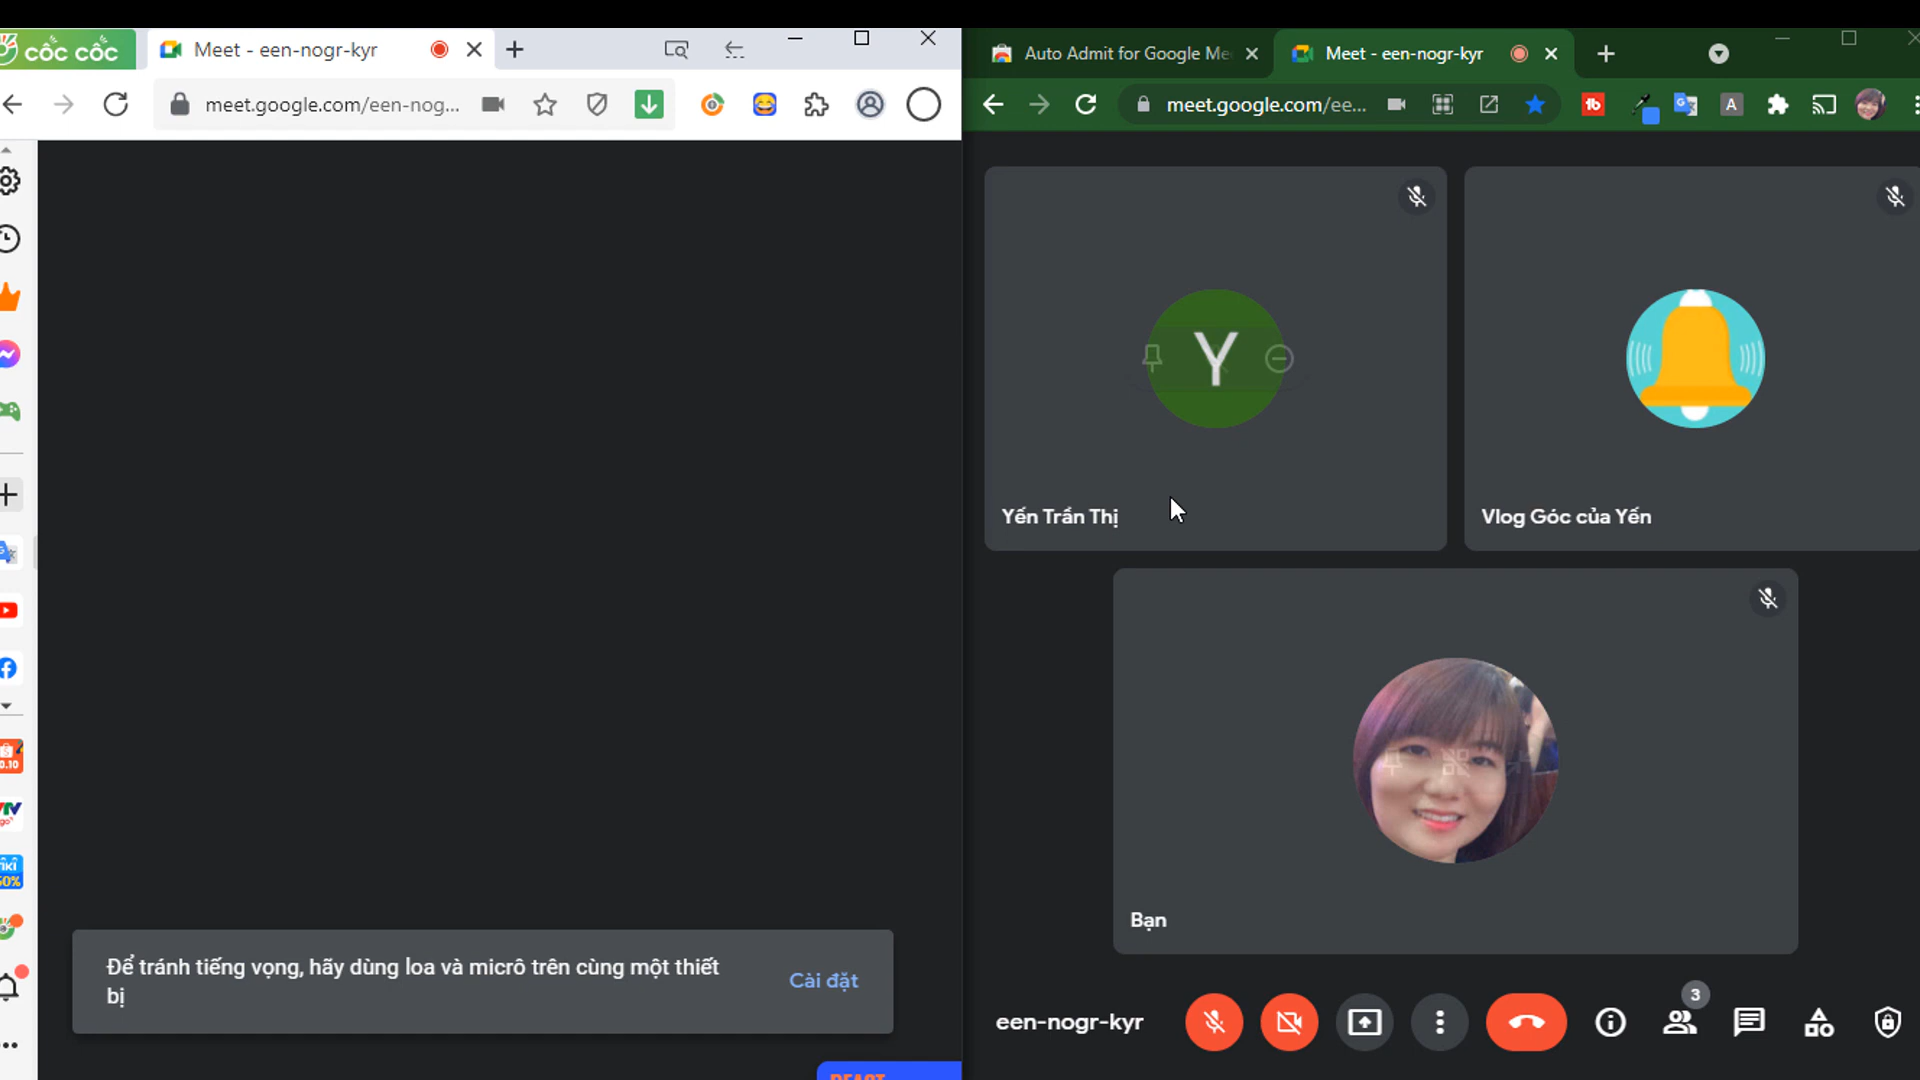 cốc cốc
Meet - een-nogr-kyr
meet.google.com/een-nog...
Để tránh tiếng vọng, hãy dùng loa và micrô trên cùng một thiết
bị
Cài đặt
REACT
Auto Admit for Google Me
Meet - een-nogr-kyr
meet.google.com/ee...
A
Y
Yến Trần Thị
Vlog Góc của Yến
Bạn
een-nogr-kyr
3